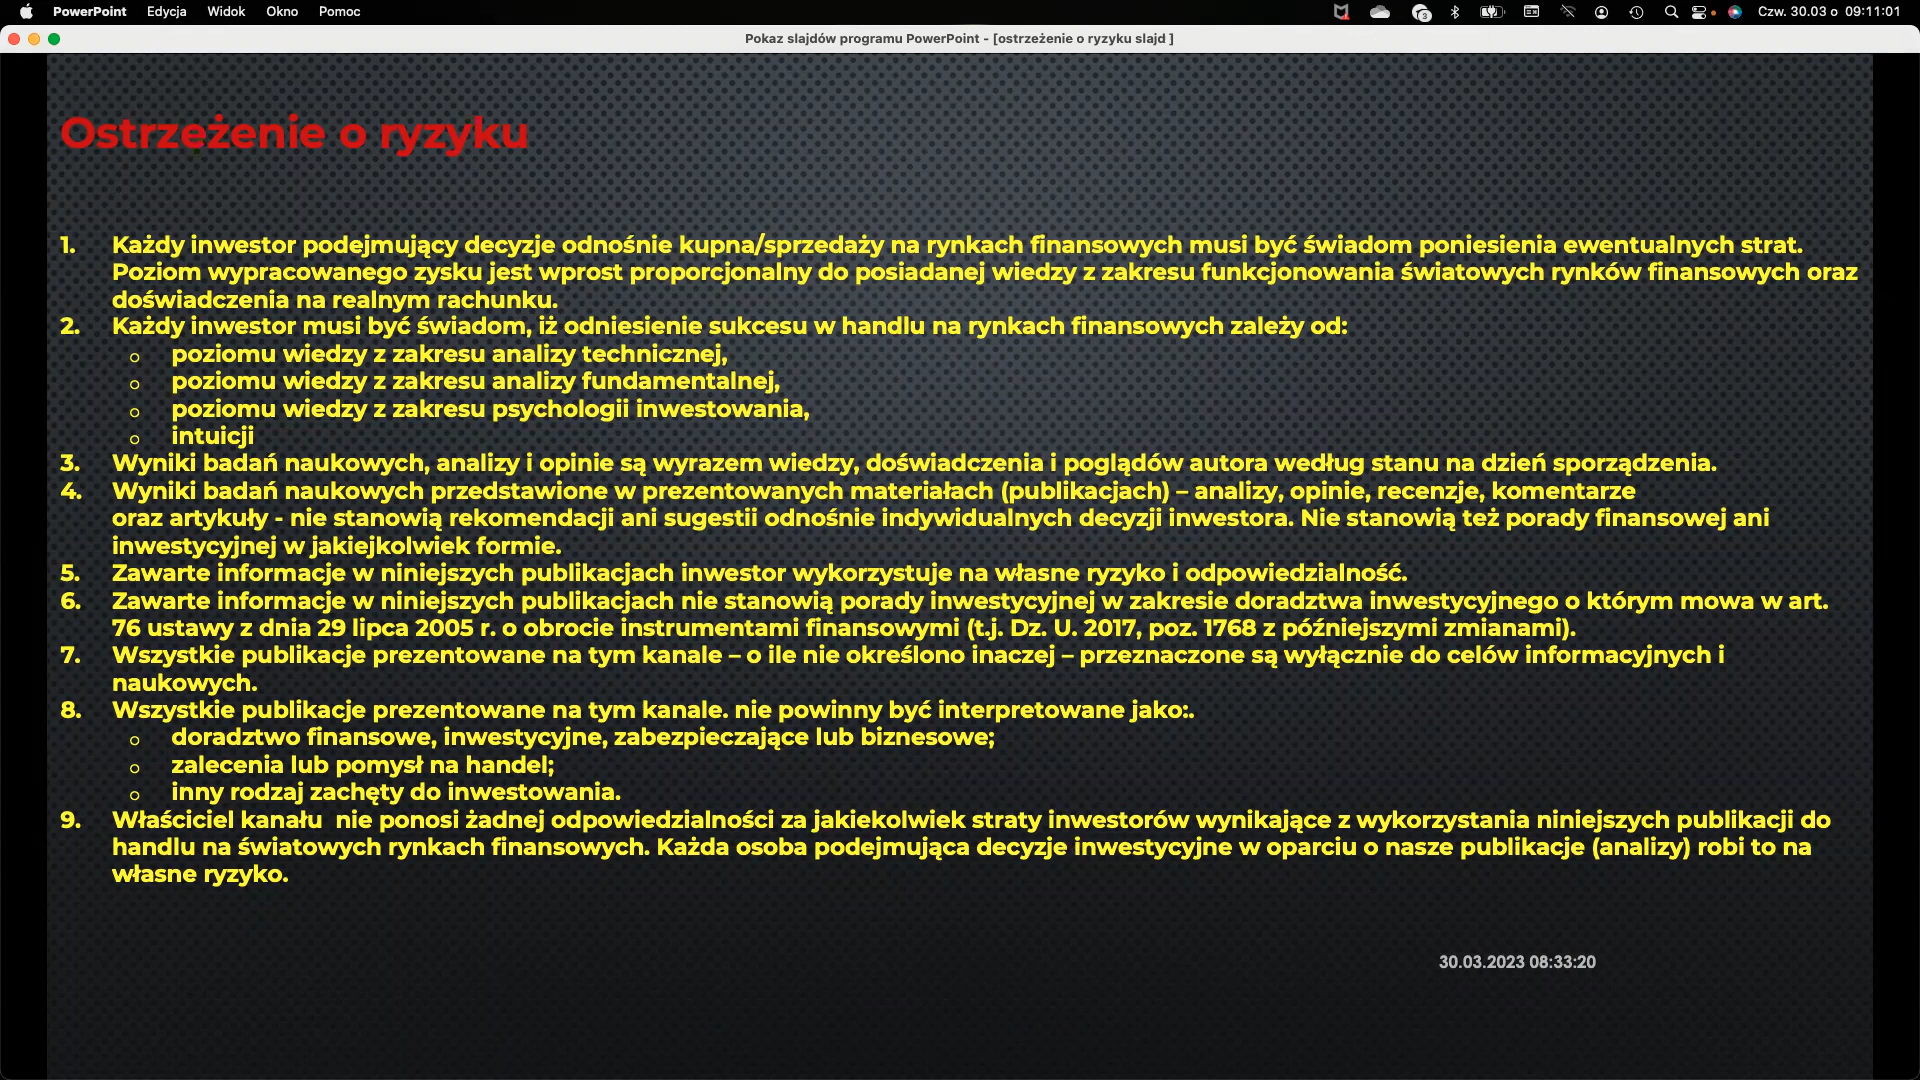 PowerPoint Edycja Widok Okno Pomoc
3
Czw. 30.03 o 09:11:01
Pokaz slajdów programu PowerPoint - [ostrzeżenie o ryzyku slajd ]
Ostrzeżenie o ryzyku
1. Każdy inwestor podejmujący decyzje odnośnie kupna/sprzedaży na rynkach finansowych musi być świadom poniesienia ewentualnych strat.
Poziom wypracowanego zysku jest wprost proporcjonalny do posiadanej wiedzy z zakresu funkcjonowania światowych rynków finansowych oraz
doświadczenia na realnym rachunku.
2. Każdy inwestor musi być świadom, iż odniesienie sukcesu w handlu na rynkach finansowych zależy od:
o poziomu wiedzy z zakresu analizy technicznej,
o poziomu wiedzy z zakresu analizy fundamentalnej,
o poziomu wiedzy z zakresu psychologii inwestowania,
o intuicji
3. Wyniki badań naukowych, analizy i opinie są wyrazem wiedzy, doświadczenia i poglądów autora według stanu na dzień sporządzenia.
4. Wyniki badań naukowych przedstawione w prezentowanych materiałach (publikacjach) – analizy, opinie, recenzje, komentarze
oraz artykuły - nie stanowią rekomendacji ani sugestii odnośnie indywidualnych decyzji inwestora. Nie stanowią też porady finansowej ani
inwestycyjnej w jakiejkolwiek formie.
5. Zawarte informacje w niniejszych publikacjach inwestor wykorzystuje na własne ryzyko i odpowiedzialność.
6. Zawarte informacje w niniejszych publikacjach nie stanowią porady inwestycyjnej w zakresie doradztwa inwestycyjnego o którym mowa w art.
76 ustawy z dnia 29 lipca 2005 r. o obrocie instrumentami finansowymi (t.j. Dz. U. 2017, poz. 1768 z późniejszymi zmianami).
7. Wszystkie publikacje prezentowane na tym kanale – o ile nie określono inaczej – przeznaczone są wyłącznie do celów informacyjnych i
naukowych.
8. Wszystkie publikacje prezentowane na tym kanale. nie powinny być interpretowane jako:.
o doradztwo finansowe, inwestycyjne, zabezpieczające lub biznesowe;
o zalecenia lub pomysł na handel;
o inny rodzaj zachęty do inwestowania.
9. Właściciel kanału nie ponosi żadnej odpowiedzialności za jakiekolwiek straty inwestorów wynikające z wykorzystania niniejszych publikacji do
handlu na światowych rynkach finansowych. Każda osoba podejmująca decyzje inwestycyjne w oparciu o nasze publikacje (analizy) robi to na
własne ryzyko.
30.03.2023 08:33:20